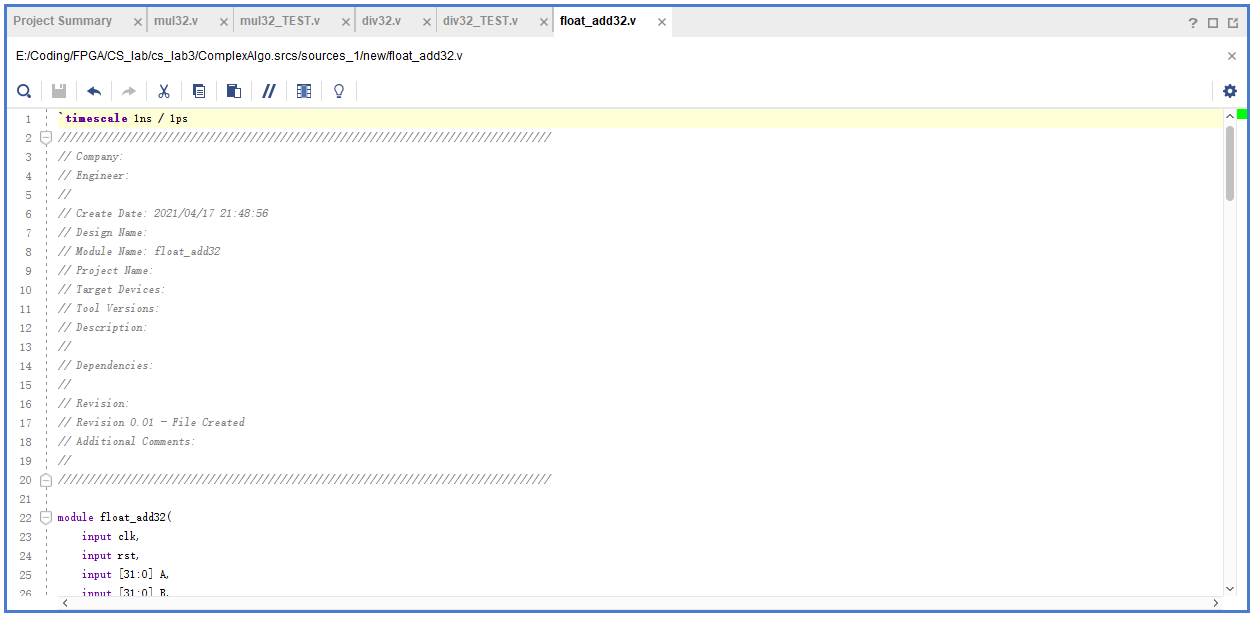 Project Summary × mul32.v × mul32_TEST.v × div32.v × div32_TEST.v × float_add32.v × ?
E:/Coding/FPGA/CS_lab/cs_lab3/ComplexAlgo.srcs/sources_1/new/float_add32.v ×
1 `timescale 1ns / 1ps
2 //////////////////////////////////////////////////////////////////////////////////
3 // Company:
4 // Engineer:
5 //
6 // Create Date: 2021/04/17 21:48:56
7 // Design Name:
8 // Module Name: float_add32
9 // Project Name:
10 // Target Devices:
11 // Tool Versions:
12 // Description:
13 //
14 // Dependencies:
15 //
16 // Revision:
17 // Revision 0.01 - File Created
18 // Additional Comments:
19 //
20 //////////////////////////////////////////////////////////////////////////////////
21
22 module float_add32(
23 input clk,
24 input rst,
25 input [31:0] A,
26 input [31:0] B,